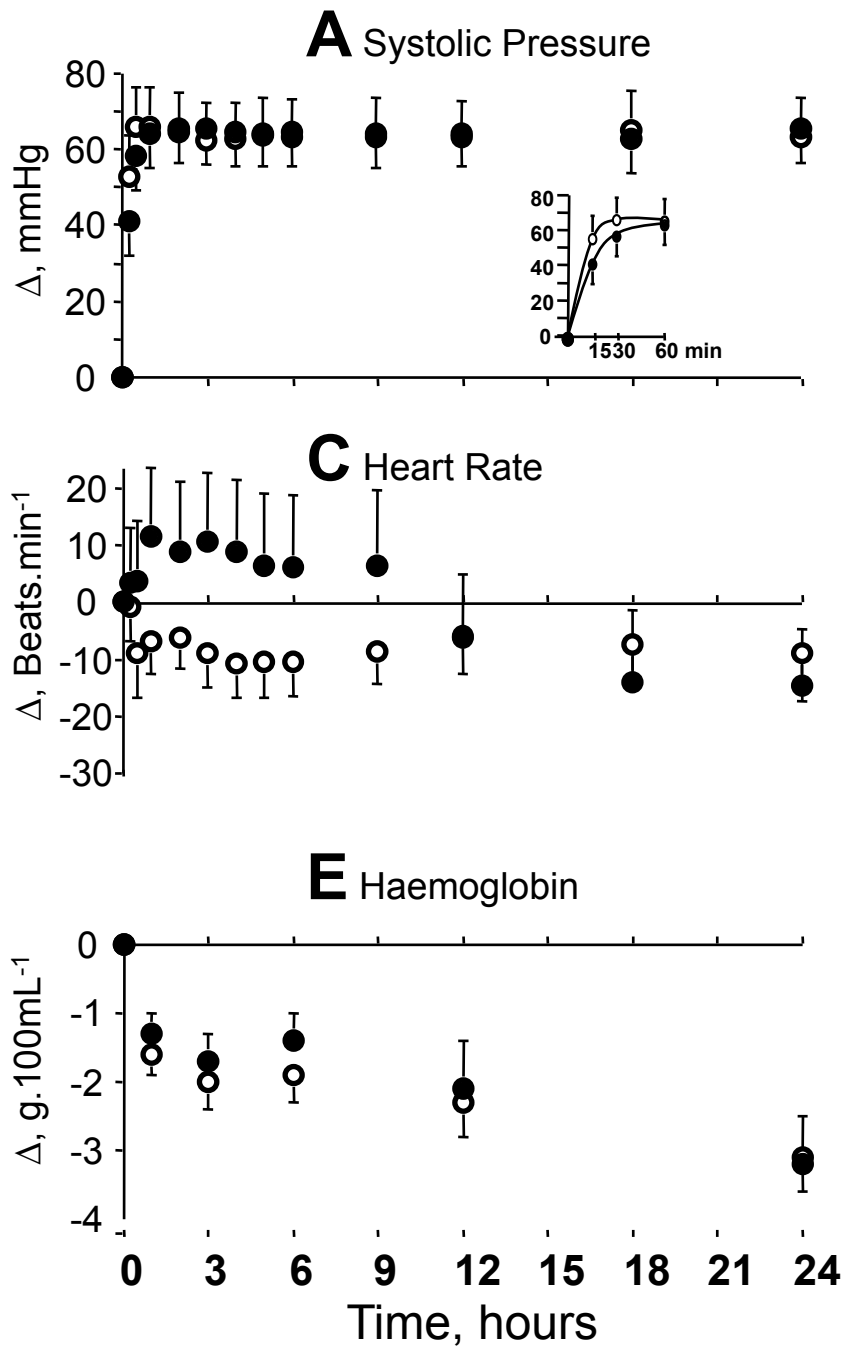 A Systolic Pressure
80
60
40
20
0
Δ, mmHg
80
60
40
20
0
15 30 60 min
C Heart Rate
20
10
0
-10
-20
-30
Δ, Beats.min⁻¹
E Haemoglobin
0
-1
-2
-3
-4
Δ, g.100mL⁻¹
0 3 6 9 12 15 18 21 24
Time, hours